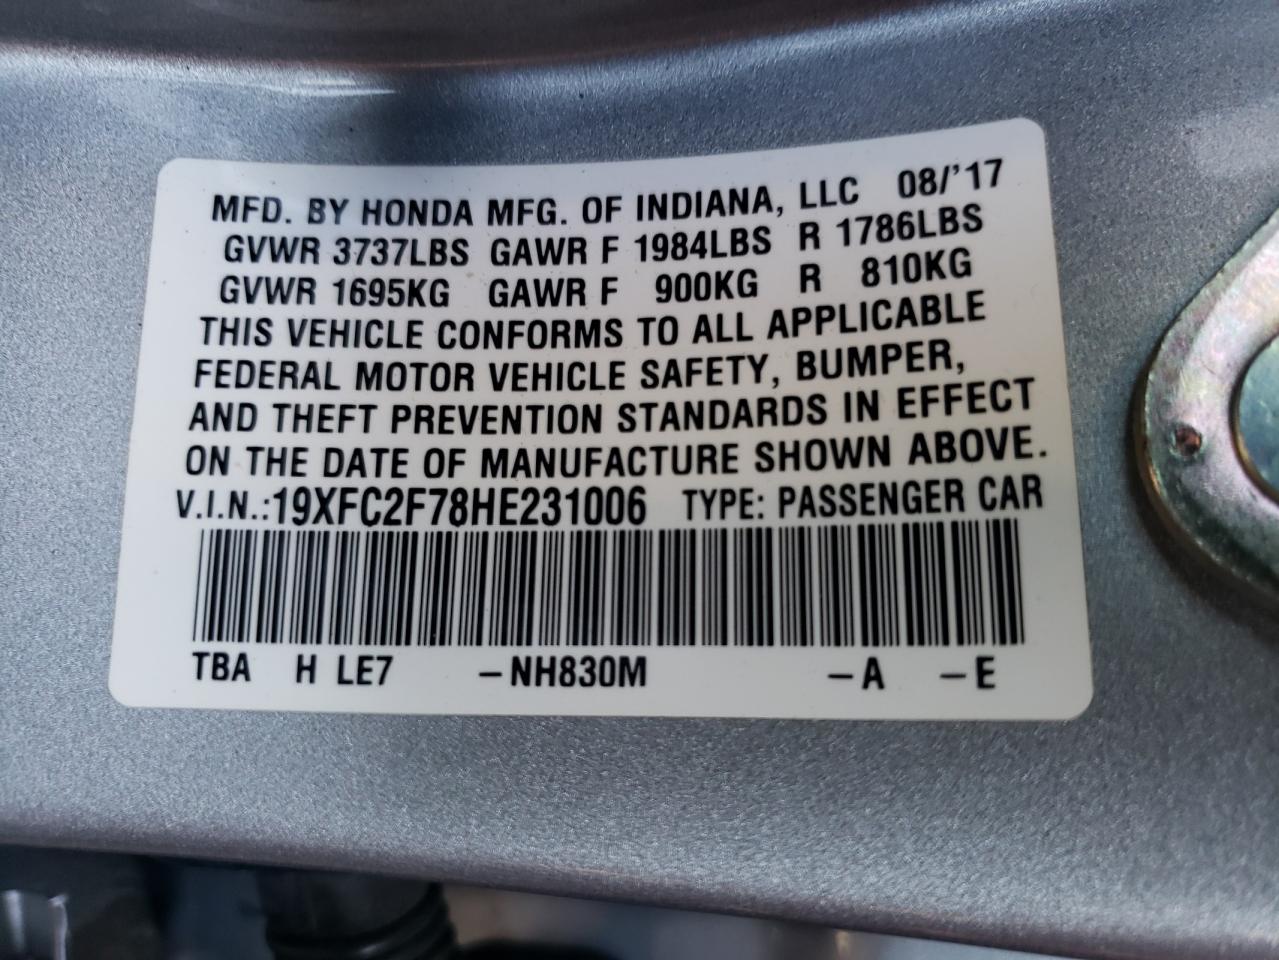 MFD. BY HONDA MFG. OF INDIANA, LLC 08/'17
GVWR 3737LBS GAWR F 1984LBS R 1786LBS
GVWR 1695KG GAWR F 900KG R 810KG
THIS VEHICLE CONFORMS TO ALL APPLICABLE
FEDERAL MOTOR VEHICLE SAFETY, BUMPER,
AND THEFT PREVENTION STANDARDS IN EFFECT
ON THE DATE OF MANUFACTURE SHOWN ABOVE.
V.I.N.:19XFC2F78HE231006 TYPE: PASSENGER CAR
TBA H LE7 –NH830M –A –E